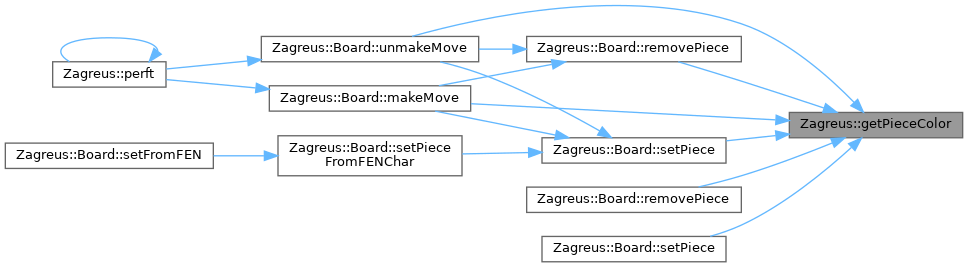 Zagreus::Board::unmakeMove
Zagreus::Board::removePiece
Zagreus::perft
Zagreus::Board::makeMove
Zagreus::getPieceColor
Zagreus::Board::setFromFEN
Zagreus::Board::setPiece
FromFENChar
Zagreus::Board::setPiece
Zagreus::Board::removePiece
Zagreus::Board::setPiece